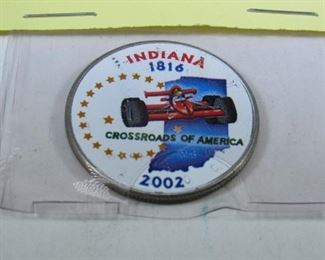 INDIANA
1816
CROSSROADS OF AMERICA
2002